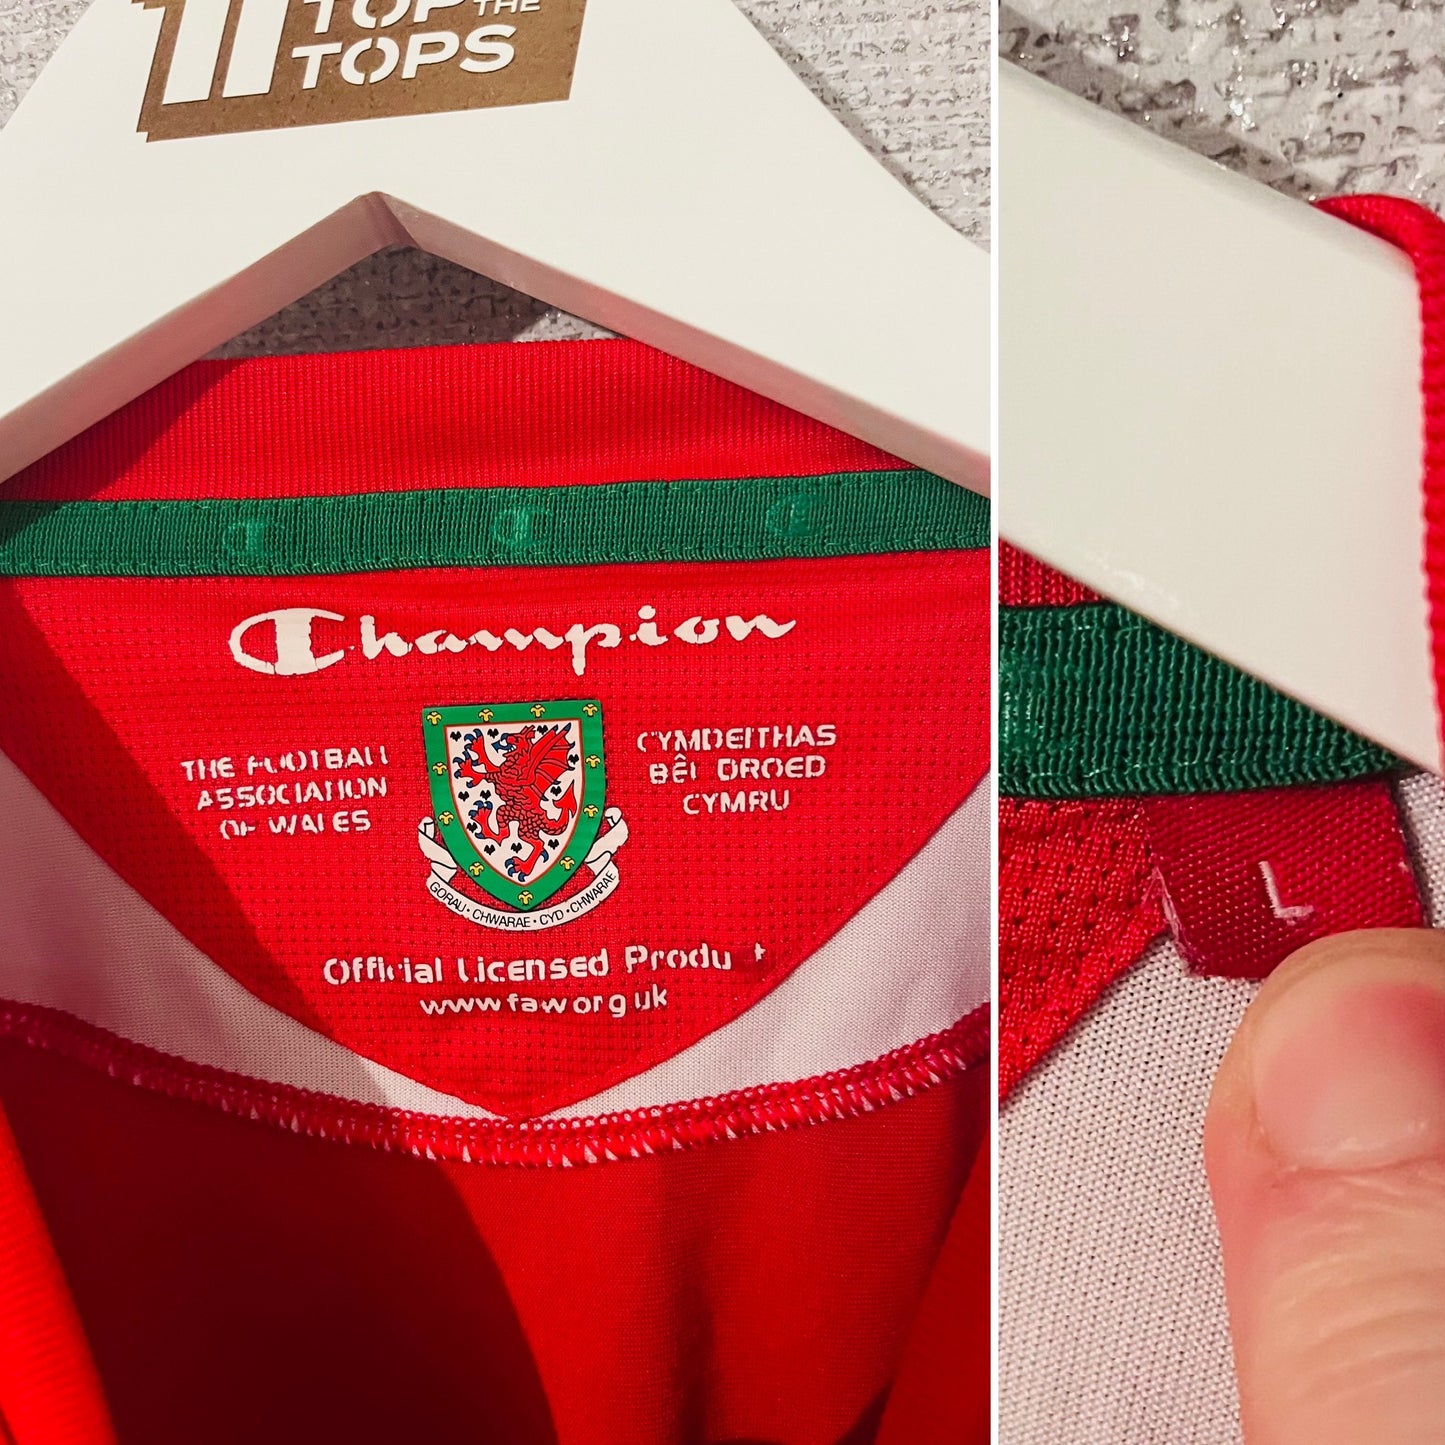 TOP THE
TOPS
Champion
THE FOOTBALL
ASSOCIATION
OF WALES
CYMDEITHAS
BÊL DROED
CYMRU
GORAU · CHWARAE · CYD · CHWARAE
Official Licensed Product
www.faw.org.uk
L